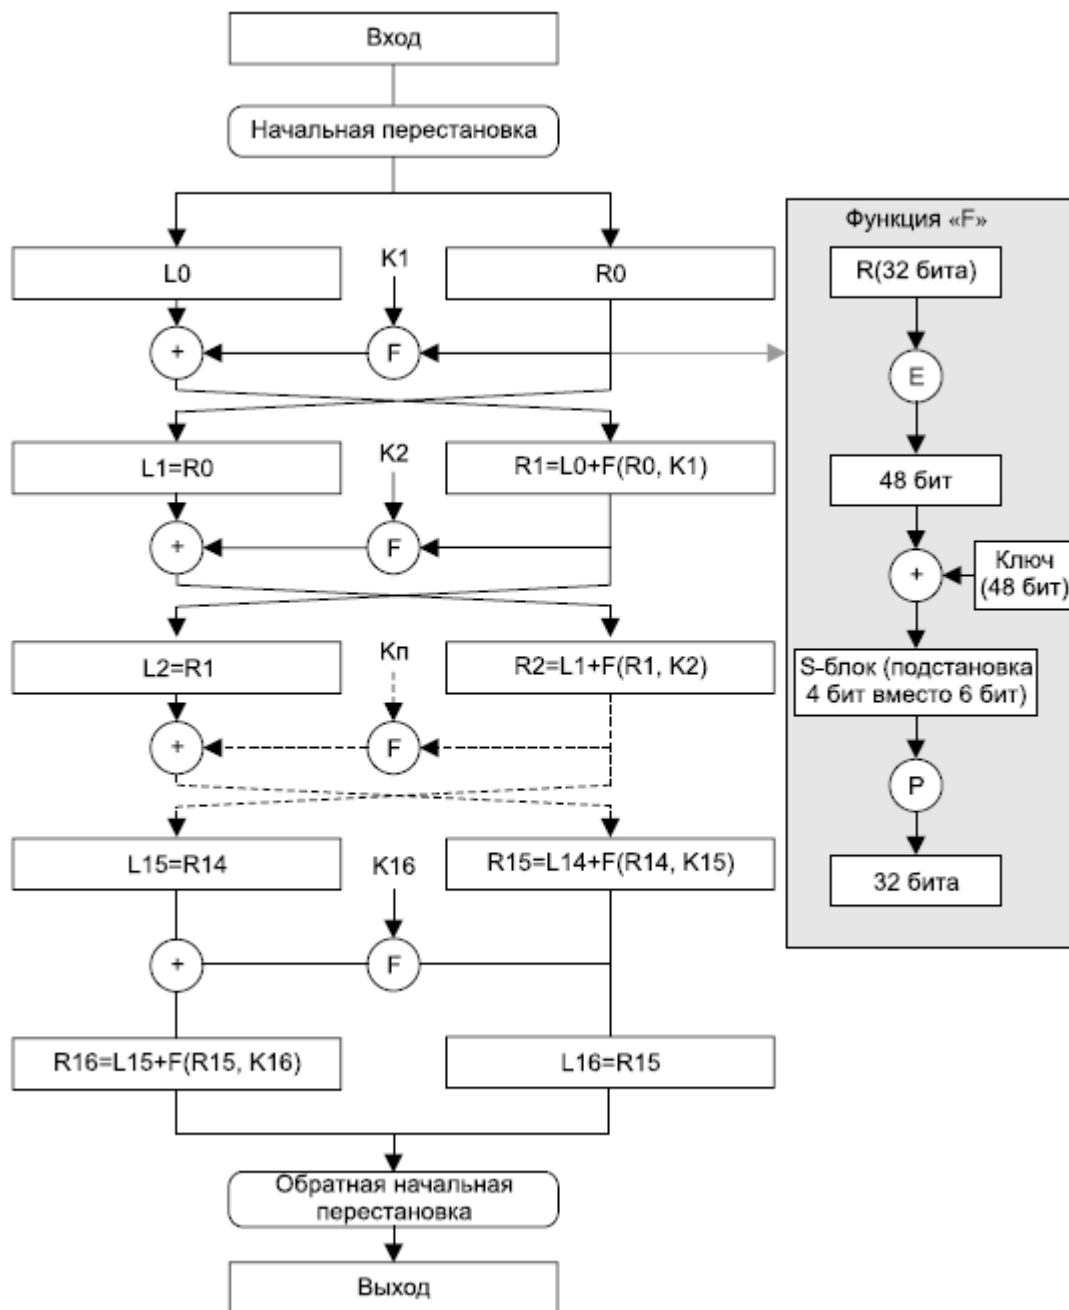 Вход
Начальная перестановка
L0
K1
R0
+
F
L1=R0
K2
R1=L0+F(R0, K1)
+
F
L2=R1
Kп
R2=L1+F(R1, K2)
+
F
L15=R14
K16
R15=L14+F(R14, K15)
+
F
R16=L15+F(R15, K16)
L16=R15
Обратная начальная
перестановка
Выход
Функция «F»
R(32 бита)
E
48 бит
+
Ключ
(48 бит)
S-блок (подстановка
4 бит вместо 6 бит)
P
32 бита